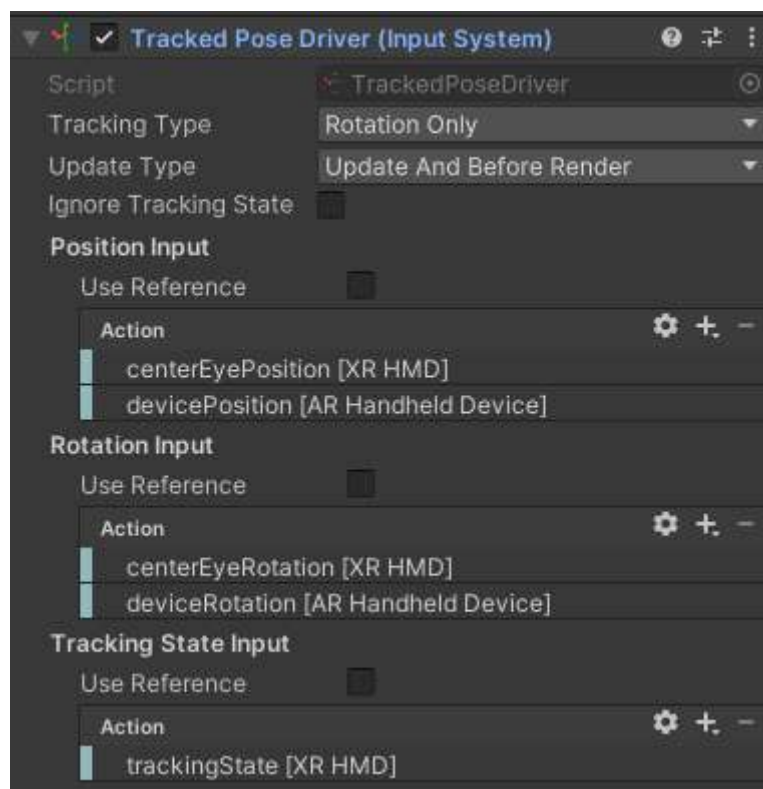 Tracked Pose Driver (Input System)
Script TrackedPoseDriver
Tracking Type Rotation Only
Update Type Update And Before Render
Ignore Tracking State
Position Input
Use Reference
Action
centerEyePosition [XR HMD]
devicePosition [AR Handheld Device]
Rotation Input
Use Reference
Action
centerEyeRotation [XR HMD]
deviceRotation [AR Handheld Device]
Tracking State Input
Use Reference
Action
trackingState [XR HMD]